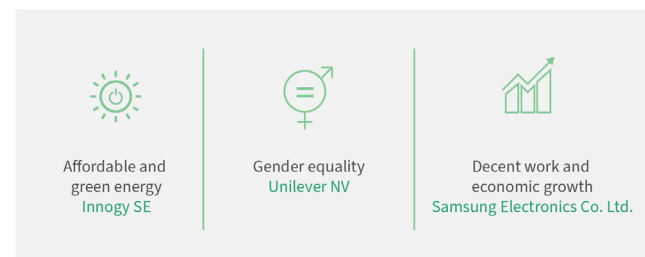 Affordable and
green energy
Innogy SE
Gender equality
Unilever NV
Decent work and
economic growth
Samsung Electronics Co. Ltd.